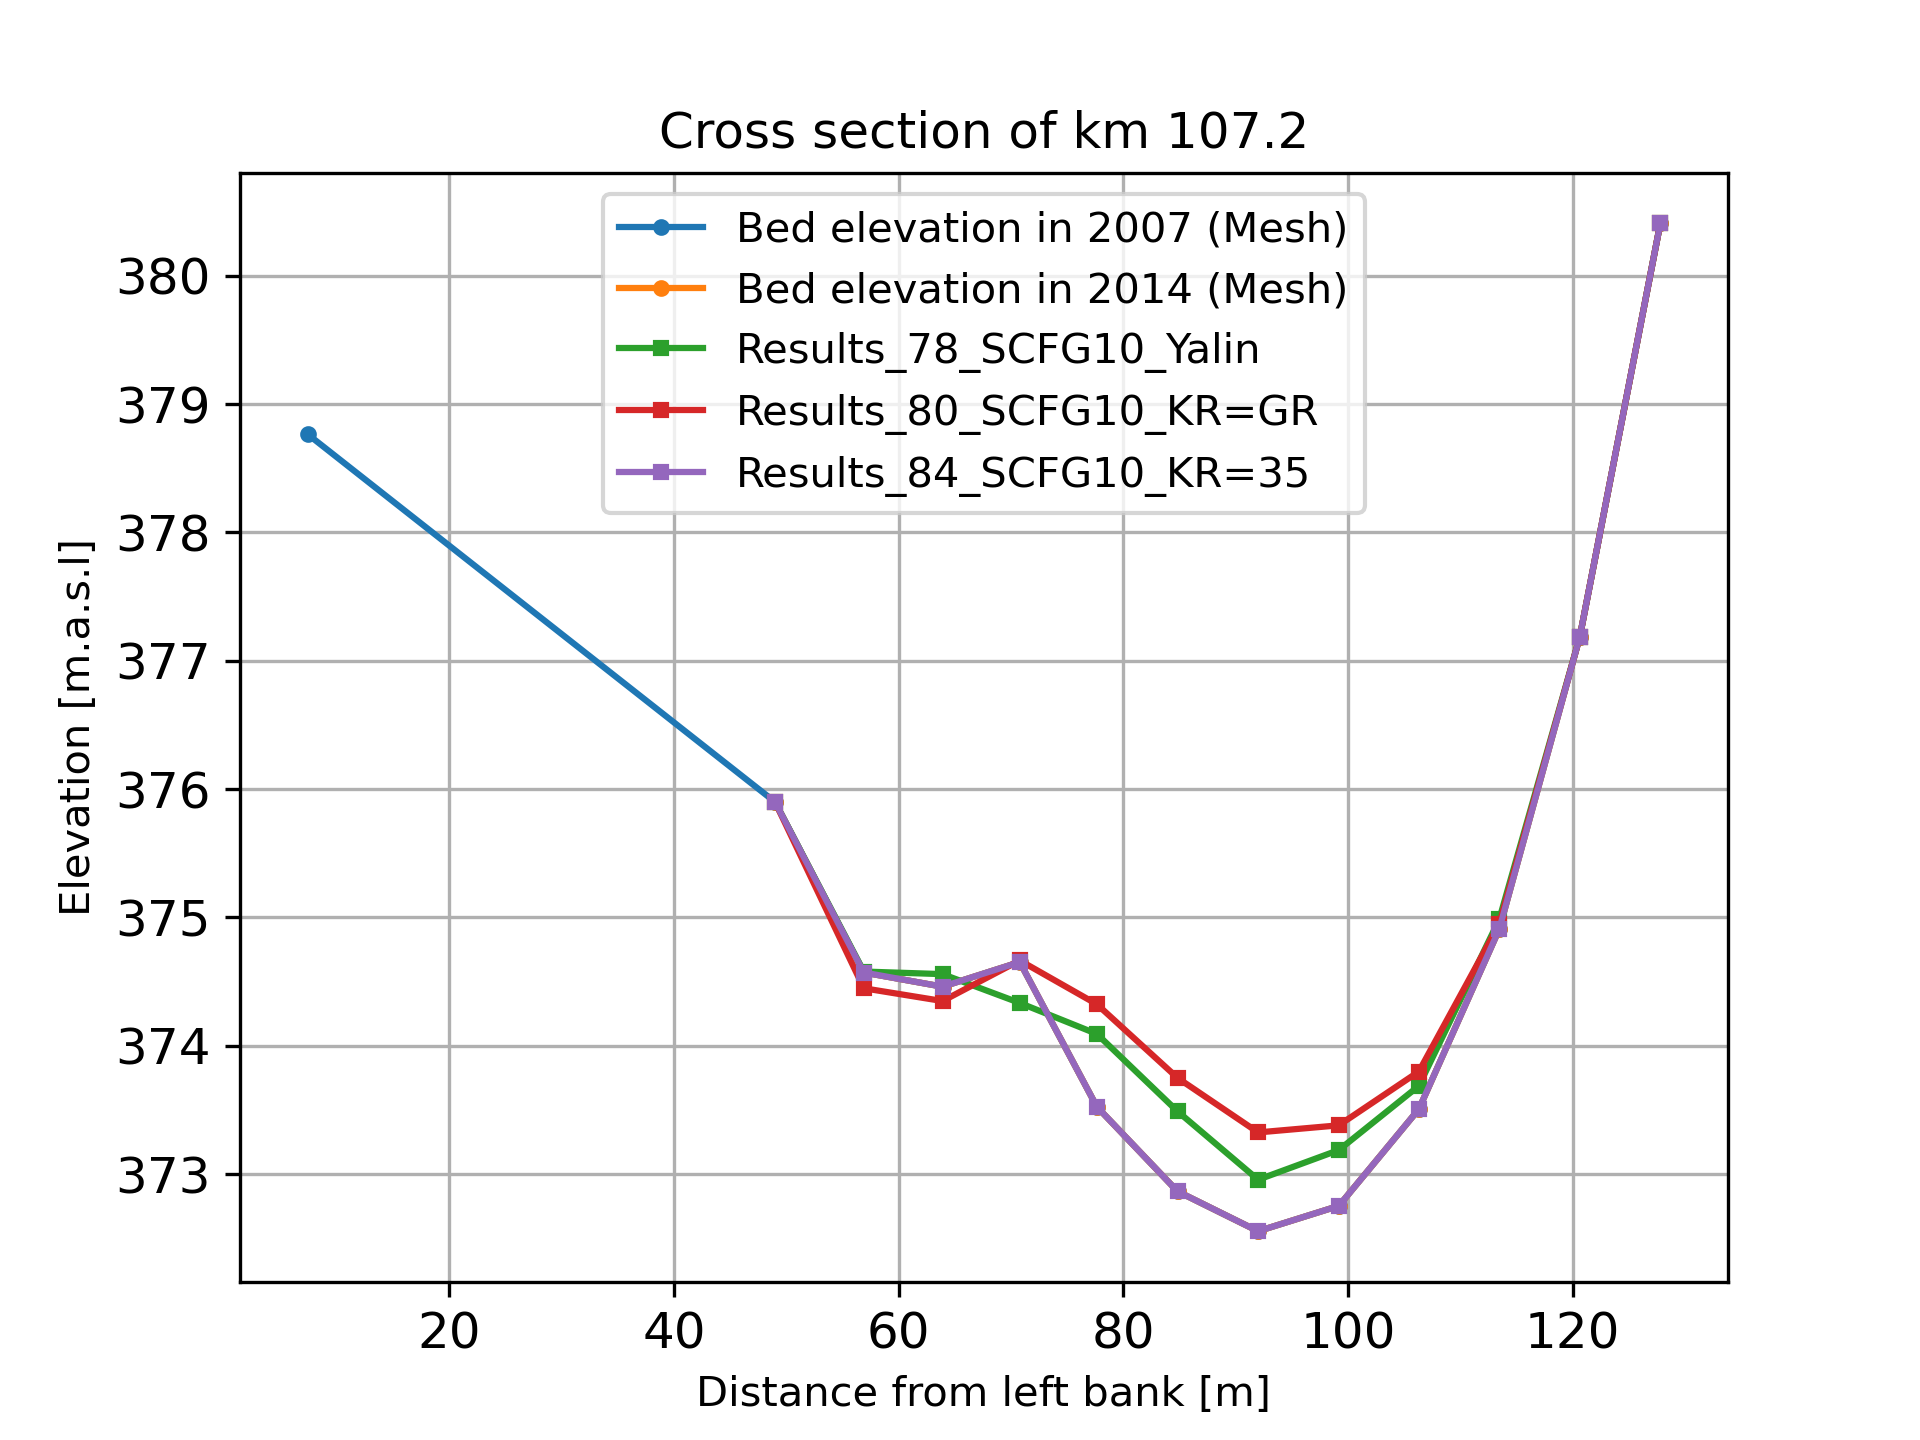 Cross section of km 107.2
Bed elevation in 2007 (Mesh)
Bed elevation in 2014 (Mesh)
Results_78_SCFG10_Yalin
Results_80_SCFG10_KR=GR
Results_84_SCFG10_KR=35
Elevation [m.a.s.l]
380
379
378
377
376
375
374
373
20 40 60 80 100 120
Distance from left bank [m]